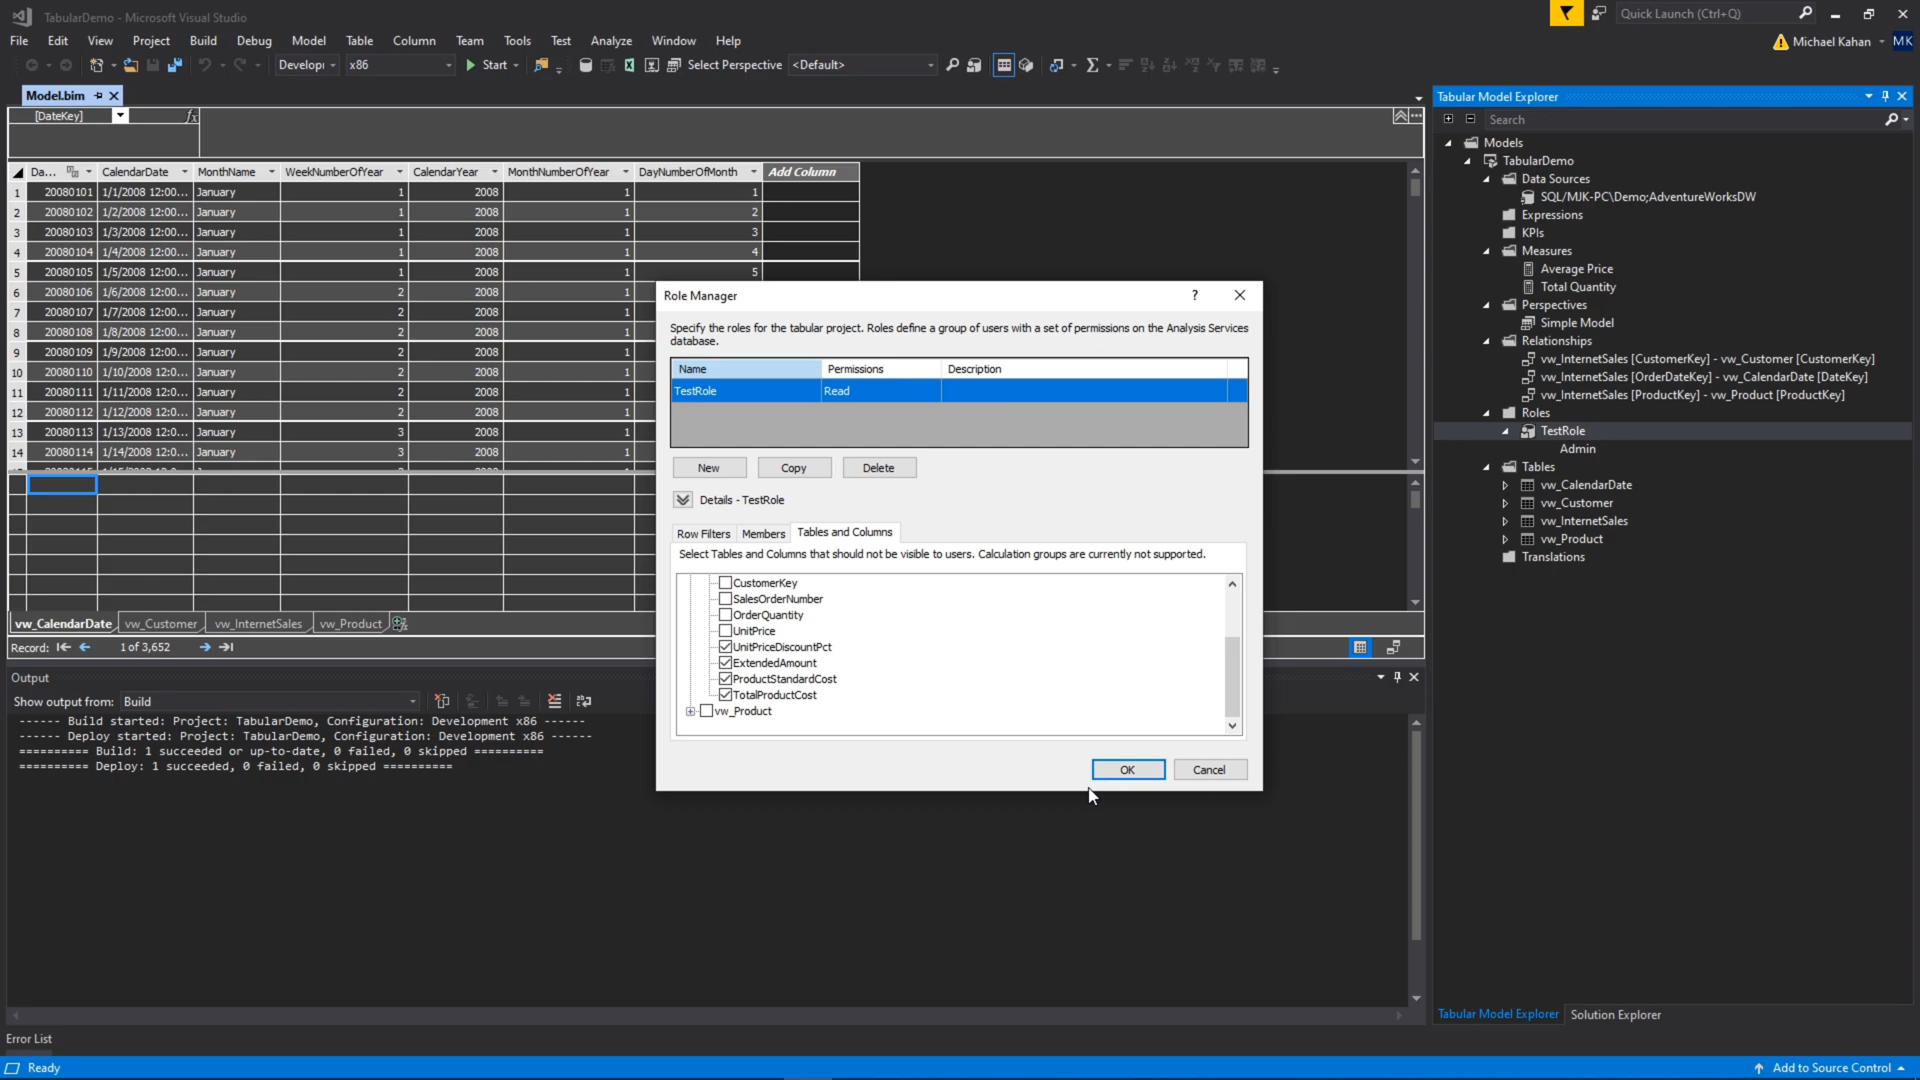 TabularDemo - Microsoft Visual Studio
Quick Launch (Ctrl+Q)
File Edit View Project Build Debug Model Table Column Team Tools Test Analyze Window Help
Michael Kahan MK
Developi x86 Start Select Perspective <Default>
Model.bim
[DateKey] fx
Da... CalendarDate MonthName WeekNumberOfYear CalendarYear MonthNumberOfYear DayNumberOfMonth Add Column
1 20080101 1/1/2008 12:00... January 1 2008 1 1
2 20080102 1/2/2008 12:00... January 1 2008 1 2
3 20080103 1/3/2008 12:00... January 1 2008 1 3
4 20080104 1/4/2008 12:00... January 1 2008 1 4
5 20080105 1/5/2008 12:00... January 1 2008 1 5
6 20080106 1/6/2008 12:00... January 2 2008 1
7 20080107 1/7/2008 12:00... January 2 2008 1
8 20080108 1/8/2008 12:00... January 2 2008 1
9 20080109 1/9/2008 12:00... January 2 2008 1
10 20080110 1/10/2008 12:0... January 2 2008 1
11 20080111 1/11/2008 12:0... January 2 2008 1
12 20080112 1/12/2008 12:0... January 2 2008 1
13 20080113 1/13/2008 12:0... January 3 2008 1
14 20080114 1/14/2008 12:0... January 3 2008 1
vw_CalendarDate vw_Customer vw_InternetSales vw_Product
Record: 1 of 3,652
Role Manager ?
Specify the roles for the tabular project. Roles define a group of users with a set of permissions on the Analysis Services
database.
Name Permissions Description
TestRole Read
New Copy Delete
Details - TestRole
Row Filters Members Tables and Columns
Select Tables and Columns that should not be visible to users. Calculation groups are currently not supported.
CustomerKey
SalesOrderNumber
OrderQuantity
UnitPrice
UnitPriceDiscountPct
ExtendedAmount
ProductStandardCost
TotalProductCost
vw_Product
OK Cancel
Output
Show output from: Build
------ Build started: Project: TabularDemo, Configuration: Development x86 ------
------ Deploy started: Project: TabularDemo, Configuration: Development x86 ------
========== Build: 1 succeeded or up-to-date, 0 failed, 0 skipped ==========
========== Deploy: 1 succeeded, 0 failed, 0 skipped ==========
Tabular Model Explorer
Search
Models
TabularDemo
Data Sources
SQL/MJK-PC\Demo;AdventureWorksDW
Expressions
KPIs
Measures
Average Price
Total Quantity
Perspectives
Simple Model
Relationships
vw_InternetSales [CustomerKey] - vw_Customer [CustomerKey]
vw_InternetSales [OrderDateKey] - vw_CalendarDate [DateKey]
vw_InternetSales [ProductKey] - vw_Product [ProductKey]
Roles
TestRole
Admin
Tables
vw_CalendarDate
vw_Customer
vw_InternetSales
vw_Product
Translations
Tabular Model Explorer Solution Explorer
Error List
Ready
Add to Source Control